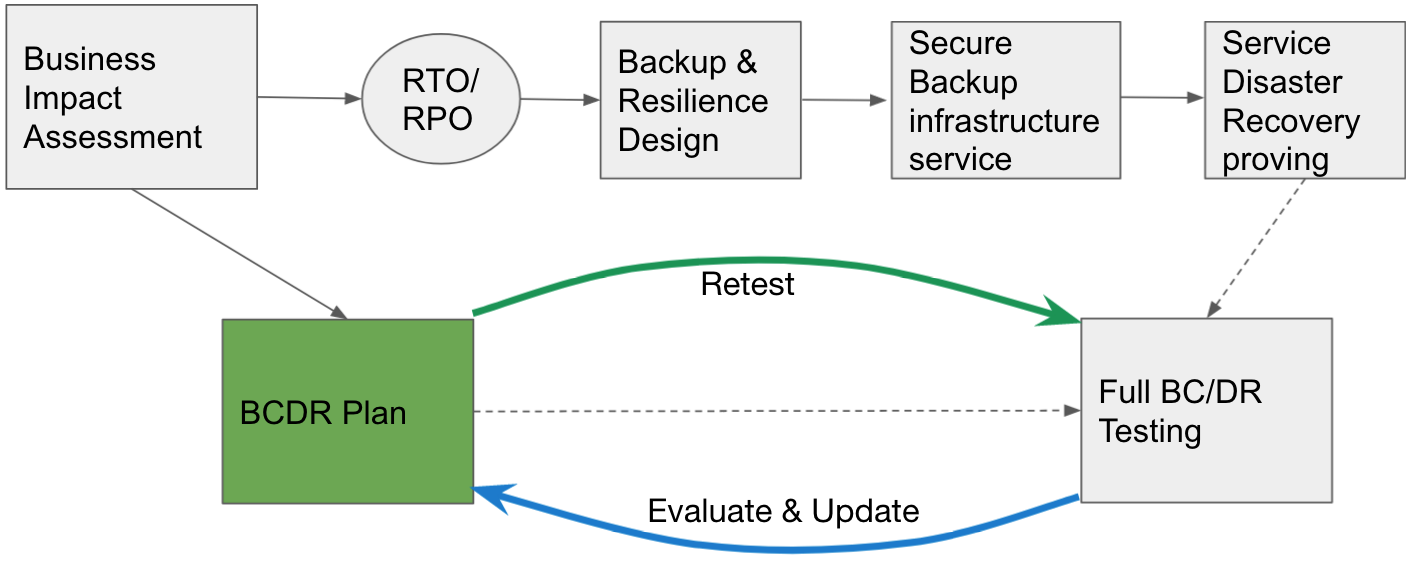 Business
Impact
Assessment
RTO/
RPO
Backup &
Resilience
Design
Secure
Backup
infrastructure
service
Service
Disaster
Recovery
proving
Retest
BCDR Plan
Full BC/DR
Testing
Evaluate & Update